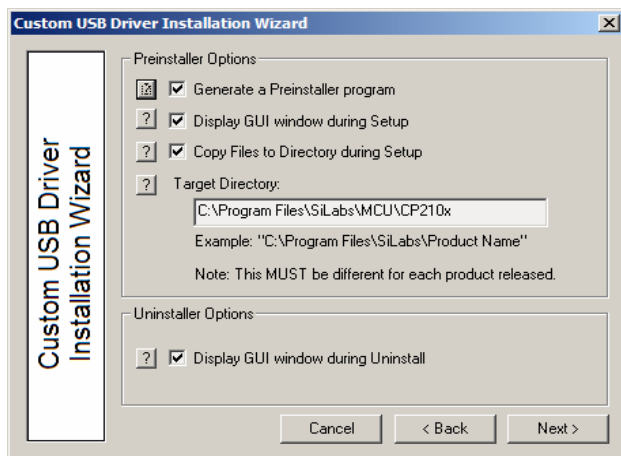 Custom USB Driver Installation Wizard
Custom USB Driver
Installation Wizard
Preinstaller Options
? Generate a Preinstaller program
? Display GUI window during Setup
? Copy Files to Directory during Setup
? Target Directory:
C:\Program Files\SiLabs\MCU\CP210x
Example: "C:\Program Files\SiLabs\Product Name"
Note: This MUST be different for each product released.
Uninstaller Options
? Display GUI window during Uninstall
Cancel
< Back
Next >